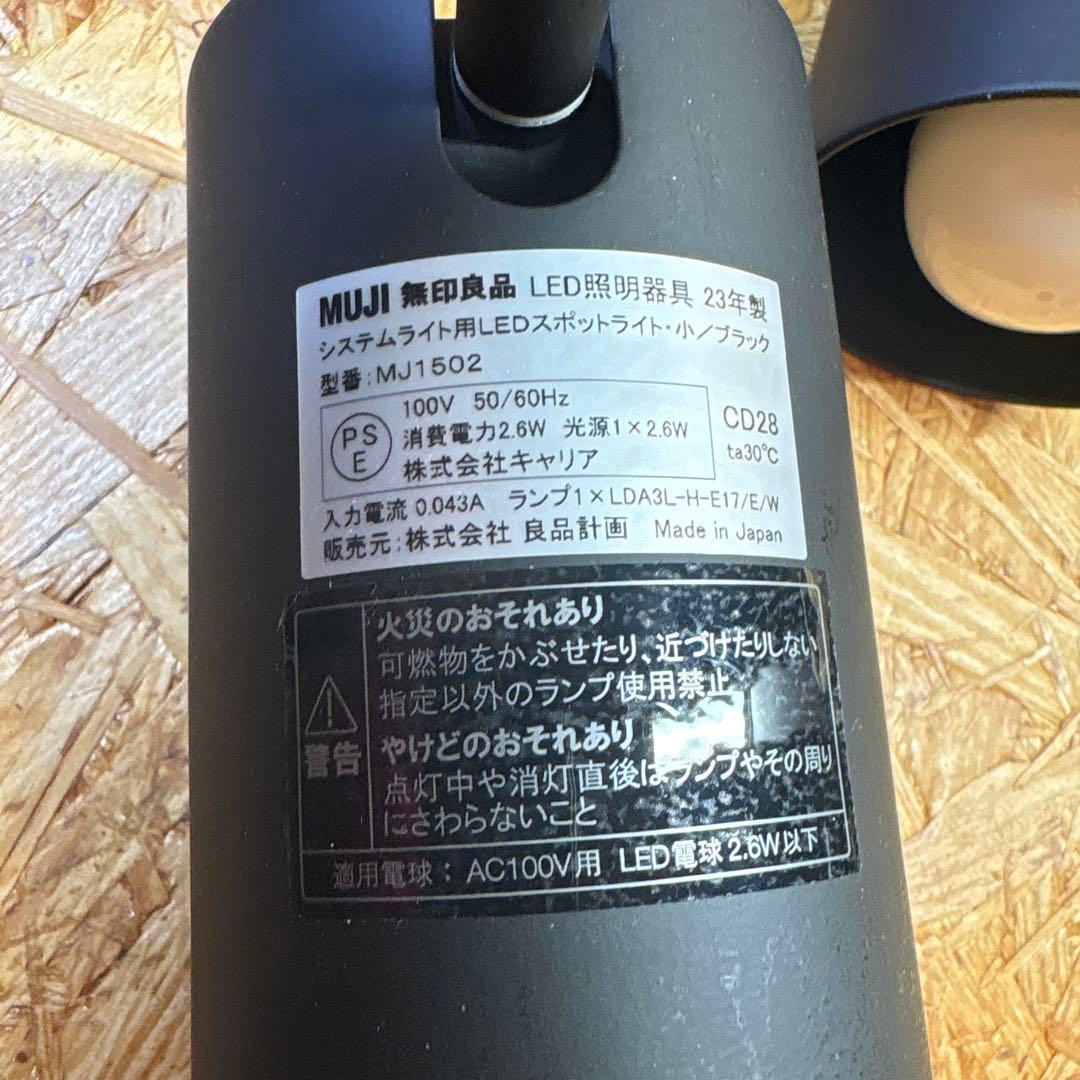 MUJI 無印良品 LED照明器具 23年製
システムライト用LEDスポットライト・小/ブラック
型番:MJ1502
PS
E
100V 50/60Hz
消費電力2.6W 光源1×2.6W
株式会社キャリア
CD28
ta30℃
入力電流 0.043A ランプ1×LDA3L-H-E17/E/W
販売元:株式会社 良品計画 Made in Japan
警告
火災のおそれあり
可燃物をかぶせたり、近づけたりしない
指定以外のランプ使用禁止
やけどのおそれあり
点灯中や消灯直後はランプやその周り
にさわらないこと
適用電球:AC100V用 LED電球2.6W以下